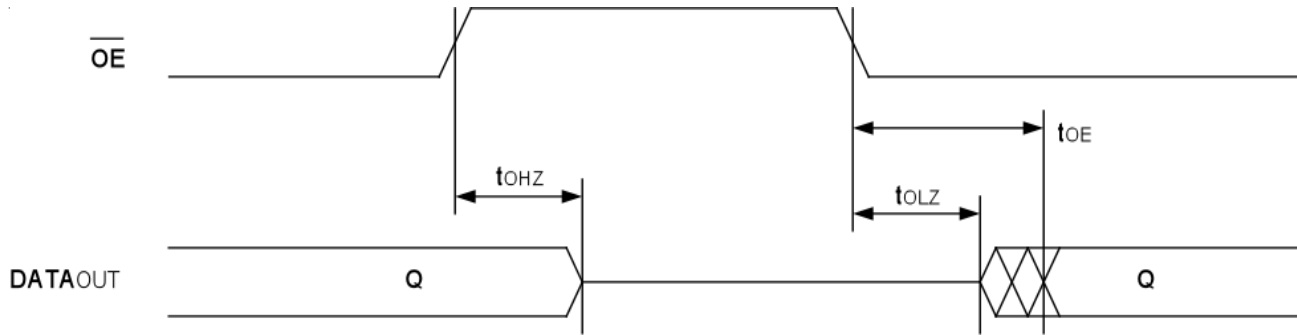 OE
tOE
tOHZ
tOLZ
DATAOUT Q Q